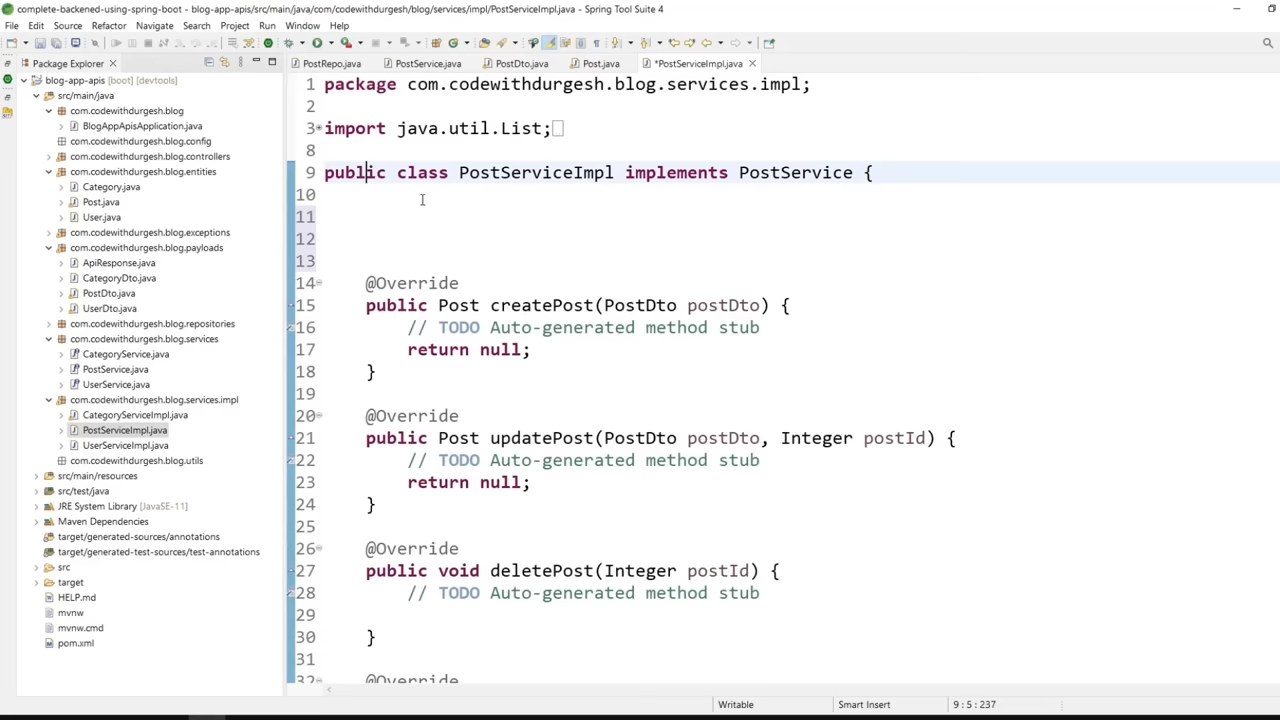 complete-backened-using-spring-boot - blog-app-apis/src/main/java/com/codewithdurgesh/blog/services/impl/PostServiceImpl.java - Spring Tool Suite 4
File Edit Source Refactor Navigate Search Project Run Window Help
Package Explorer
PostRepo.java
PostService.java
PostDto.java
Post.java
*PostServiceImpl.java
blog-app-apis [boot] [devtools]
src/main/java
com.codewithdurgesh.blog
BlogAppApisApplication.java
com.codewithdurgesh.blog.config
com.codewithdurgesh.blog.controllers
com.codewithdurgesh.blog.entities
Category.java
Post.java
User.java
com.codewithdurgesh.blog.exceptions
com.codewithdurgesh.blog.payloads
ApiResponse.java
CategoryDto.java
PostDto.java
UserDto.java
com.codewithdurgesh.blog.repositories
com.codewithdurgesh.blog.services
CategoryService.java
PostService.java
UserService.java
com.codewithdurgesh.blog.services.impl
CategoryServiceImpl.java
PostServiceImpl.java
UserServiceImpl.java
com.codewithdurgesh.blog.utils
src/main/resources
src/test/java
JRE System Library [JavaSE-11]
Maven Dependencies
target/generated-sources/annotations
target/generated-test-sources/test-annotations
src
target
HELP.md
mvnw
mvnw.cmd
pom.xml
1 package com.codewithdurgesh.blog.services.impl;
2
3 import java.util.List;
8
9 public class PostServiceImpl implements PostService {
10
11
12
13
14 @Override
15 public Post createPost(PostDto postDto) {
16 // TODO Auto-generated method stub
17 return null;
18 }
19
20 @Override
21 public Post updatePost(PostDto postDto, Integer postId) {
22 // TODO Auto-generated method stub
23 return null;
24 }
25
26 @Override
27 public void deletePost(Integer postId) {
28 // TODO Auto-generated method stub
29
30 }
31
32 @Override
Writable Smart Insert 9 : 5 : 237